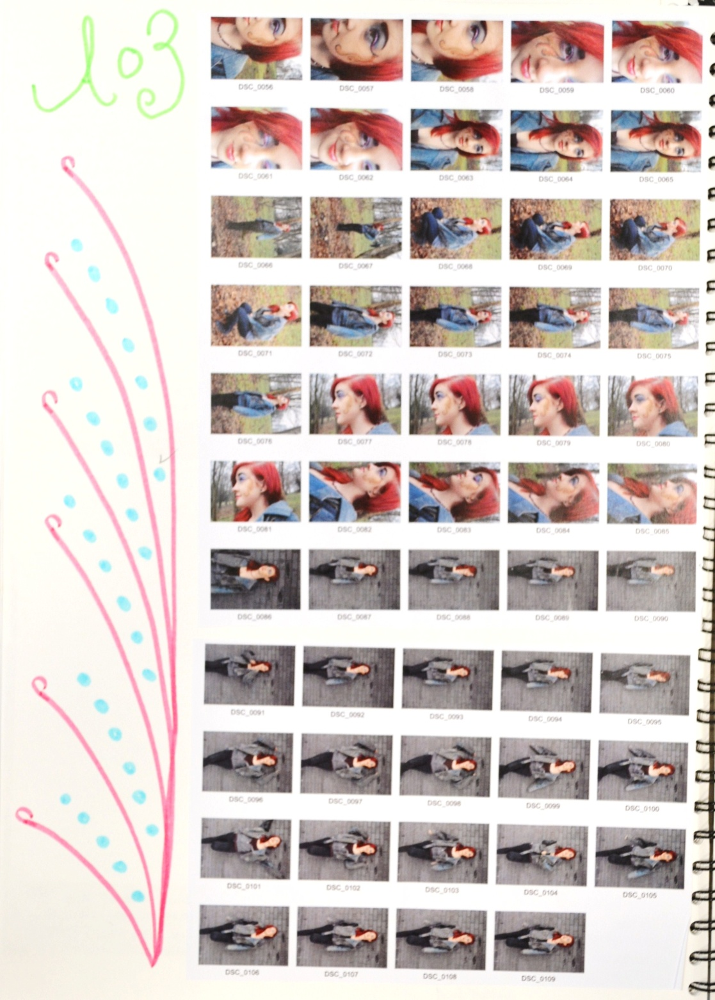 103
DSC_0056 DSC_0057 DSC_0058 DSC_0059 DSC_0060
DSC_0061 DSC_0062 DSC_0063 DSC_0064 DSC_0065
DSC_0066 DSC_0067 DSC_0068 DSC_0069 DSC_0070
DSC_0071 DSC_0072 DSC_0073 DSC_0074 DSC_0075
DSC_0076 DSC_0077 DSC_0078 DSC_0079 DSC_0080
DSC_0081 DSC_0082 DSC_0083 DSC_0084 DSC_0085
DSC_0086 DSC_0087 DSC_0088 DSC_0089 DSC_0090
DSC_0091 DSC_0092 DSC_0093 DSC_0094 DSC_0095
DSC_0096 DSC_0097 DSC_0098 DSC_0099 DSC_0100
DSC_0101 DSC_0102 DSC_0103 DSC_0104 DSC_0105
DSC_0106 DSC_0107 DSC_0108 DSC_0109